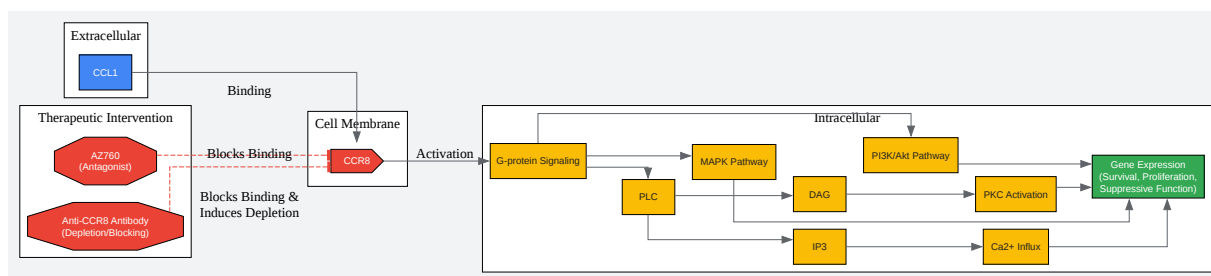 Extracellular
CCL1
Binding
Therapeutic Intervention
AZ760
(Antagonist)
Blocks Binding
Anti-CCR8 Antibody
(Depletion/Blocking)
Blocks Binding &
Induces Depletion
Cell Membrane
CCR8
Activation
Intracellular
G-protein Signaling
MAPK Pathway
PI3K/Akt Pathway
PLC
DAG
PKC Activation
IP3
Ca2+ Influx
Gene Expression
(Survival, Proliferation,
Suppressive Function)